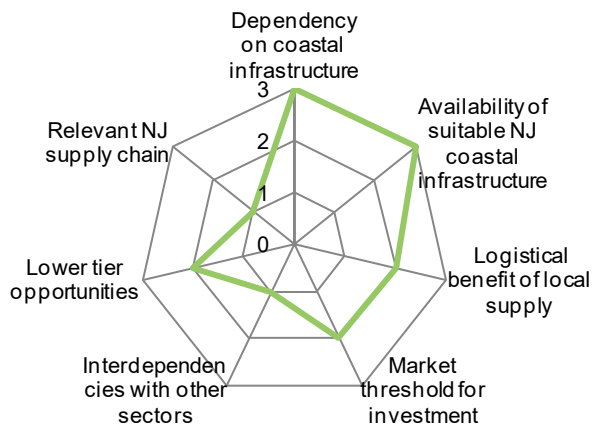 Dependency
on coastal
infrastructure
3
2
1
0
Availability of
suitable NJ
coastal
infrastructure
Logistical
benefit of local
supply
Market
threshold for
investment
Interdependen
cies with other
sectors
Lower tier
opportunities
Relevant NJ
supply chain